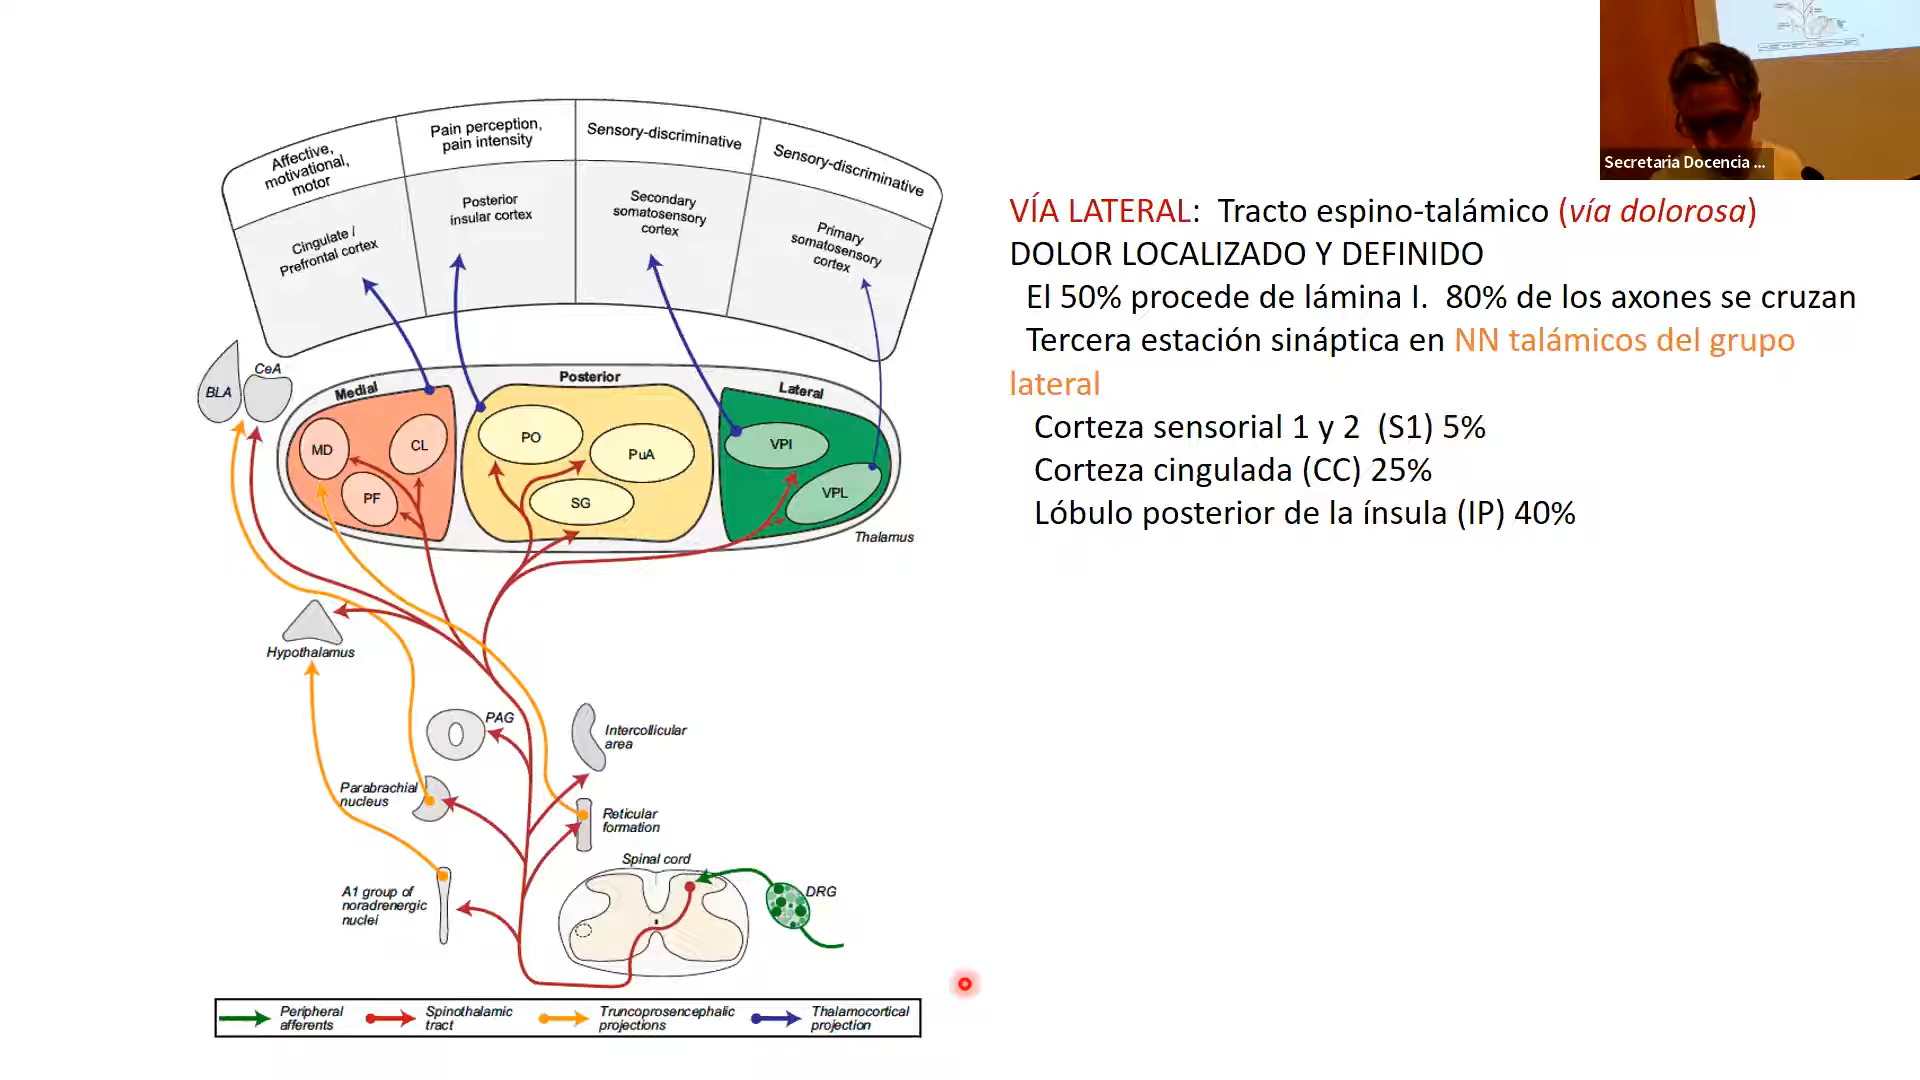 Affective,
motivational,
motor
Pain perception,
pain intensity
Sensory-discriminative
Sensory-discriminative
Cingulate /
Prefrontal cortex
Posterior
insular cortex
Secondary
somatosensory
cortex
Primary
somatosensory
cortex
BLA
CeA
Medial
Posterior
Lateral
MD
CL
PF
PO
PuA
SG
VPI
VPL
Thalamus
Hypothalamus
PAG
Intercollicular
area
Parabrachial
nucleus
Reticular
formation
Spinal cord
A1 group of
noradrenergic
nuclei
DRG
Peripheral
afferents
Spinothalamic
tract
Truncoprosencephalic
projections
Thalamocortical
projection
Secretaria Docencia ...
VÍA LATERAL: Tracto espino-talámico (vía dolorosa)
DOLOR LOCALIZADO Y DEFINIDO
El 50% procede de lámina I. 80% de los axones se cruzan
Tercera estación sináptica en NN talámicos del grupo
lateral
Corteza sensorial 1 y 2 (S1) 5%
Corteza cingulada (CC) 25%
Lóbulo posterior de la ínsula (IP) 40%